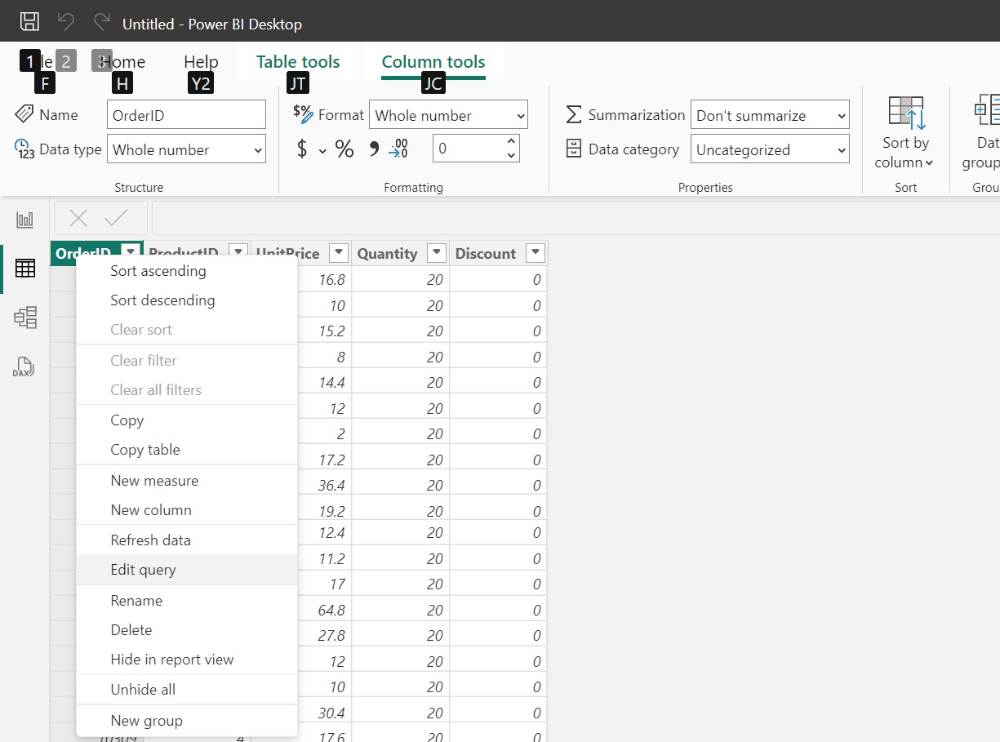 Untitled - Power BI Desktop
1 le 2 3 Home Help Table tools Column tools
F H Y2 JT JC
Name OrderID $% Format Whole number Summarization Don't summarize
123 Data type Whole number $ % , .00 0 Data category Uncategorized
Sort by
column
Dat
group
Structure Formatting Properties Sort Grou
OrderID ProductID UnitPrice Quantity Discount
Sort ascending
Sort descending
Clear sort
Clear filter
Clear all filters
Copy
Copy table
New measure
New column
Refresh data
Edit query
Rename
Delete
Hide in report view
Unhide all
New group
16.8 20 0
10 20 0
15.2 20 0
8 20 0
14.4 20 0
12 20 0
2 20 0
17.2 20 0
36.4 20 0
19.2 20 0
12.4 20 0
11.2 20 0
17 20 0
64.8 20 0
27.8 20 0
12 20 0
10 20 0
30.4 20 0
10309 4 17.6 20 0
DAX